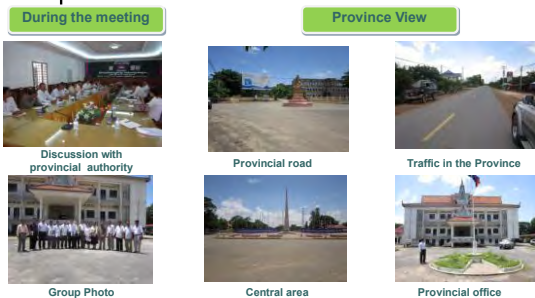 During the meeting
Province View
Discussion with
provincial authority
Provincial road
Traffic in the Province
Group Photo
Central area
Provincial office